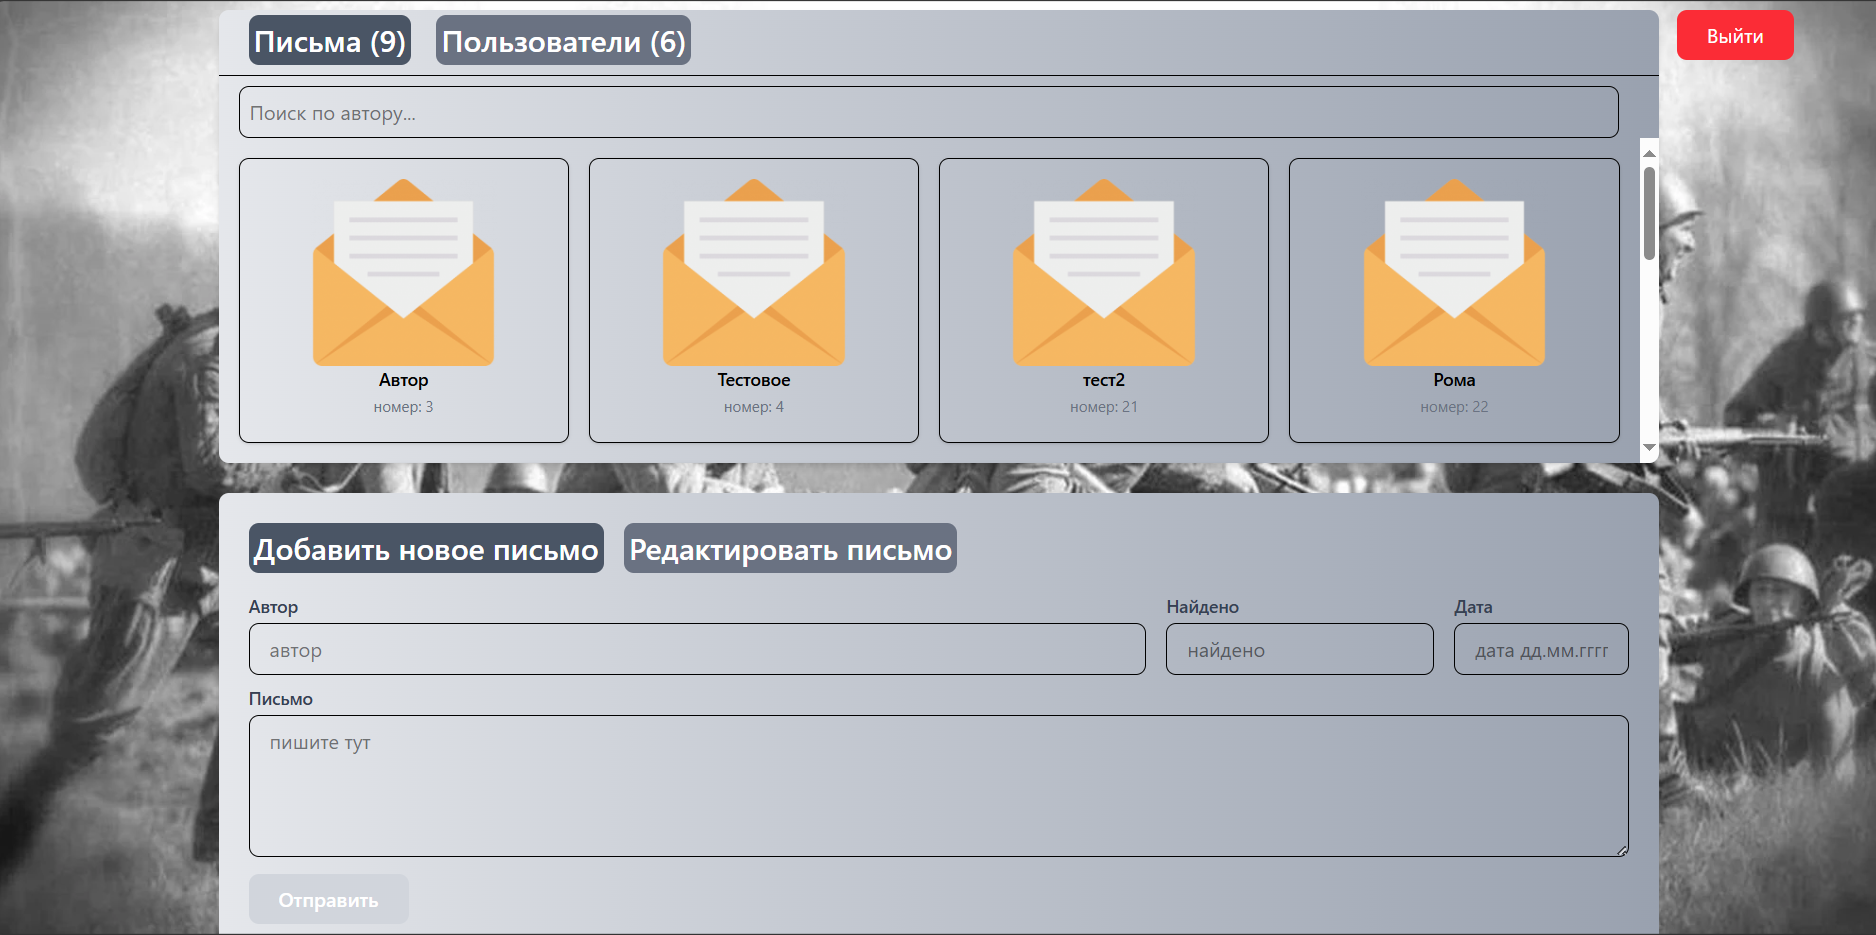 Письма (9) Пользователи (6) Выйти
Поиск по автору...
Автор Тестовое тест2 Рома
номер: 3 номер: 4 номер: 21 номер: 22
Добавить новое письмо Редактировать письмо
Автор Найдено Дата
автор найдено дата дд.мм.гггг
Письмо
пишите тут
Отправить